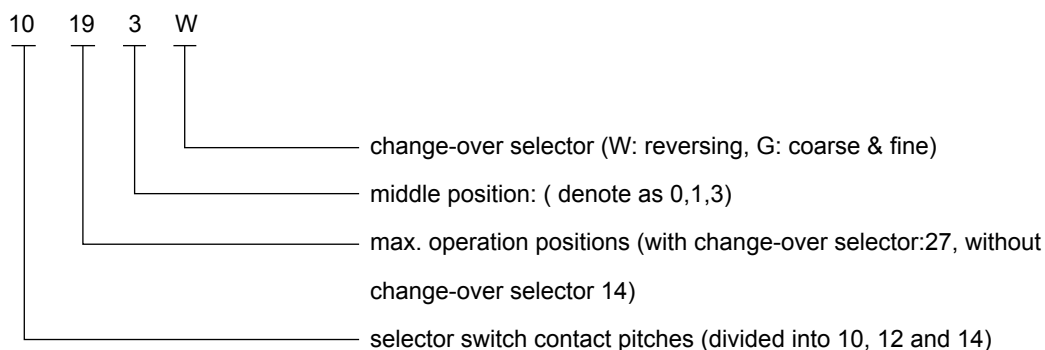 10 19 3 W
change-over selector (W: reversing, G: coarse & fine)
middle position: ( denote as 0,1,3)
max. operation positions (with change-over selector:27, without
change-over selector 14)
selector switch contact pitches (divided into 10, 12 and 14)